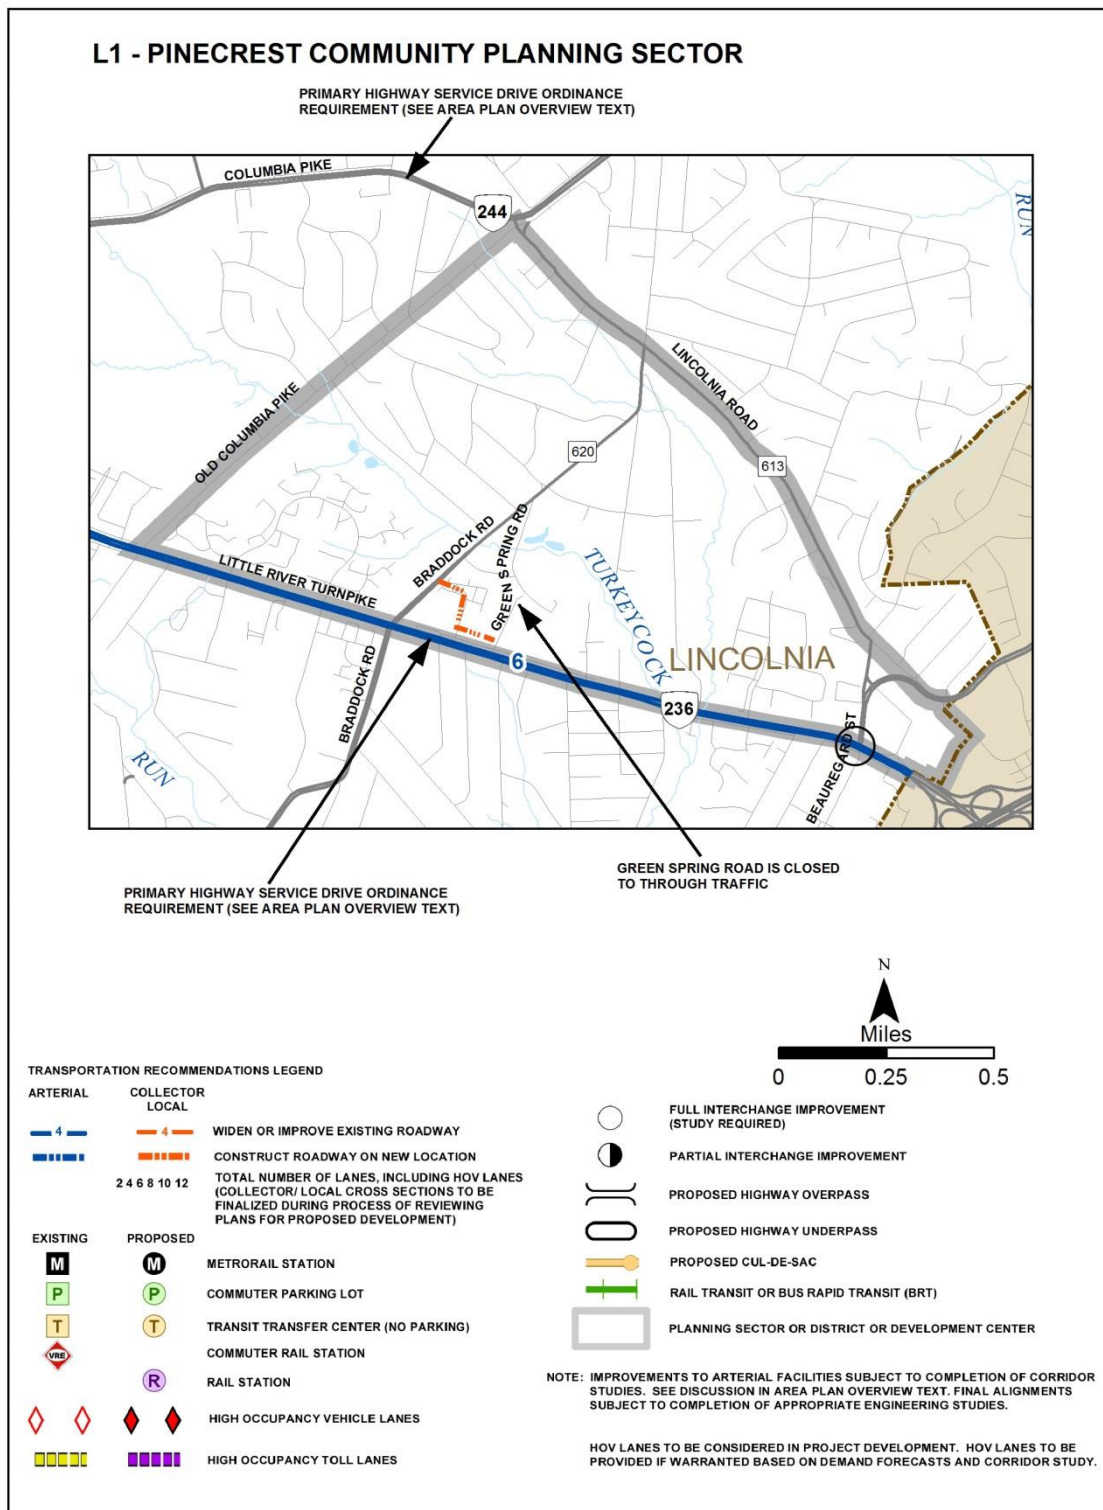 L1 - PINECREST COMMUNITY PLANNING SECTOR
PRIMARY HIGHWAY SERVICE DRIVE ORDINANCE
REQUIREMENT (SEE AREA PLAN OVERVIEW TEXT)
COLUMBIA PIKE
244
RUN
OLD COLUMBIA PIKE
LINCOLNIA ROAD
620
613
BRADDOCK RD
GREEN SPRING RD
TURKEYCOCK
LITTLE RIVER TURNPIKE
6
LINCOLNIA
236
BRADDOCK RD
RUN
BEAUREGARD ST
GREEN SPRING ROAD IS CLOSED
TO THROUGH TRAFFIC
PRIMARY HIGHWAY SERVICE DRIVE ORDINANCE
REQUIREMENT (SEE AREA PLAN OVERVIEW TEXT)
N
Miles
0 0.25 0.5
TRANSPORTATION RECOMMENDATIONS LEGEND
ARTERIAL COLLECTOR
LOCAL
4 4 WIDEN OR IMPROVE EXISTING ROADWAY
CONSTRUCT ROADWAY ON NEW LOCATION
2 4 6 8 10 12 TOTAL NUMBER OF LANES, INCLUDING HOV LANES
(COLLECTOR/ LOCAL CROSS SECTIONS TO BE
FINALIZED DURING PROCESS OF REVIEWING
PLANS FOR PROPOSED DEVELOPMENT)
EXISTING PROPOSED
M M METRORAIL STATION
P P COMMUTER PARKING LOT
T T TRANSIT TRANSFER CENTER (NO PARKING)
VRE COMMUTER RAIL STATION
R RAIL STATION
HIGH OCCUPANCY VEHICLE LANES
HIGH OCCUPANCY TOLL LANES
FULL INTERCHANGE IMPROVEMENT
(STUDY REQUIRED)
PARTIAL INTERCHANGE IMPROVEMENT
PROPOSED HIGHWAY OVERPASS
PROPOSED HIGHWAY UNDERPASS
PROPOSED CUL-DE-SAC
RAIL TRANSIT OR BUS RAPID TRANSIT (BRT)
PLANNING SECTOR OR DISTRICT OR DEVELOPMENT CENTER
NOTE: IMPROVEMENTS TO ARTERIAL FACILITIES SUBJECT TO COMPLETION OF CORRIDOR
STUDIES. SEE DISCUSSION IN AREA PLAN OVERVIEW TEXT. FINAL ALIGNMENTS
SUBJECT TO COMPLETION OF APPROPRIATE ENGINEERING STUDIES.
HOV LANES TO BE CONSIDERED IN PROJECT DEVELOPMENT. HOV LANES TO BE
PROVIDED IF WARRANTED BASED ON DEMAND FORECASTS AND CORRIDOR STUDY.